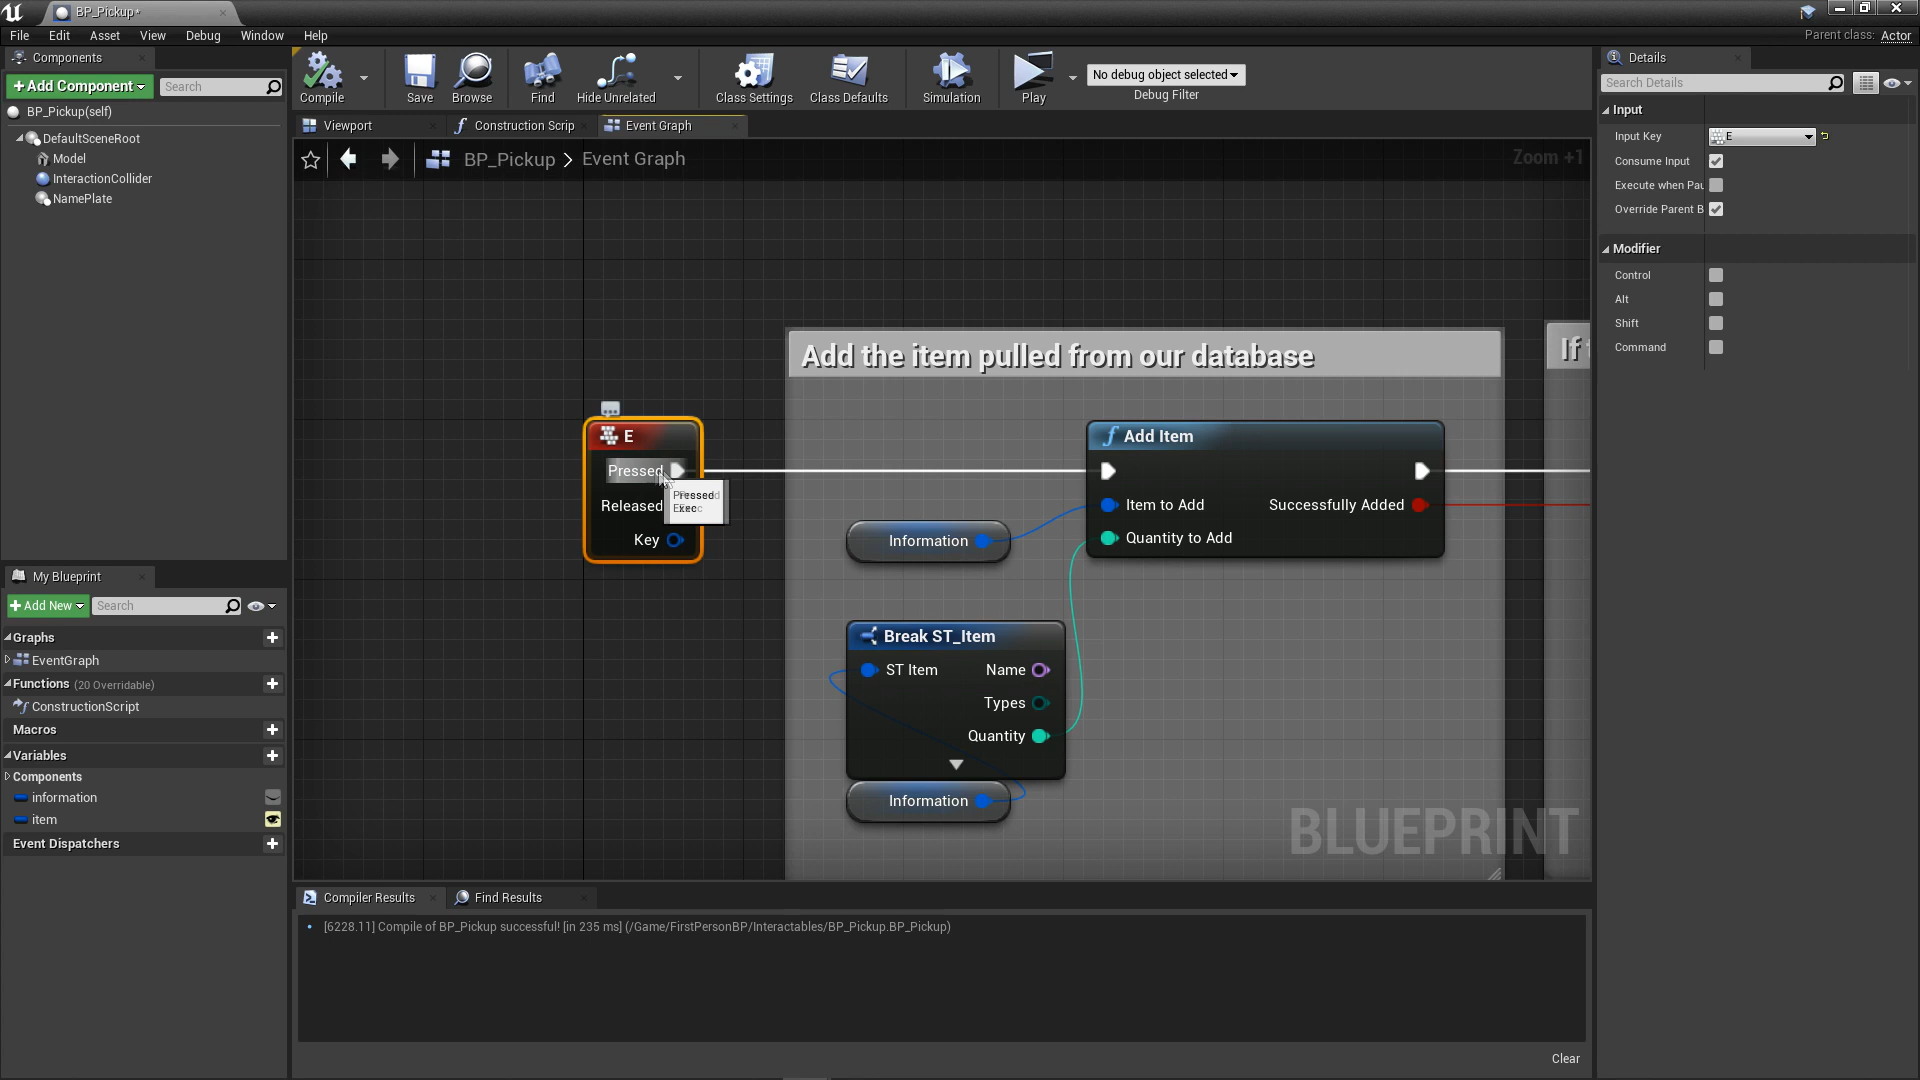 BP_Pickup*
File Edit Asset View Debug Window Help
Parent class: Actor
Components
+Add Component Search
BP_Pickup(self)
DefaultSceneRoot
Model
InteractionCollider
NamePlate
Compile Save Browse Find Hide Unrelated Class Settings Class Defaults Simulation Play
No debug object selected
Debug Filter
Viewport Construction Scrip Event Graph
BP_Pickup > Event Graph
Zoom +1
Add the item pulled from our database
If
E
Pressed
Released
Key
Pressed
Exec
Information
Add Item
Item to Add
Successfully Added
Quantity to Add
Break ST_Item
ST Item
Name
Types
Quantity
Information
BLUEPRINT
My Blueprint
+Add New Search
Graphs
EventGraph
Functions (20 Overridable)
ConstructionScript
Macros
Variables
Components
information
item
Event Dispatchers
Compiler Results Find Results
[6228.11] Compile of BP_Pickup successful! [in 235 ms] (/Game/FirstPersonBP/Interactables/BP_Pickup.BP_Pickup)
Clear
Details
Search Details
Input
Input Key E
Consume Input
Execute when Pau
Override Parent B
Modifier
Control
Alt
Shift
Command